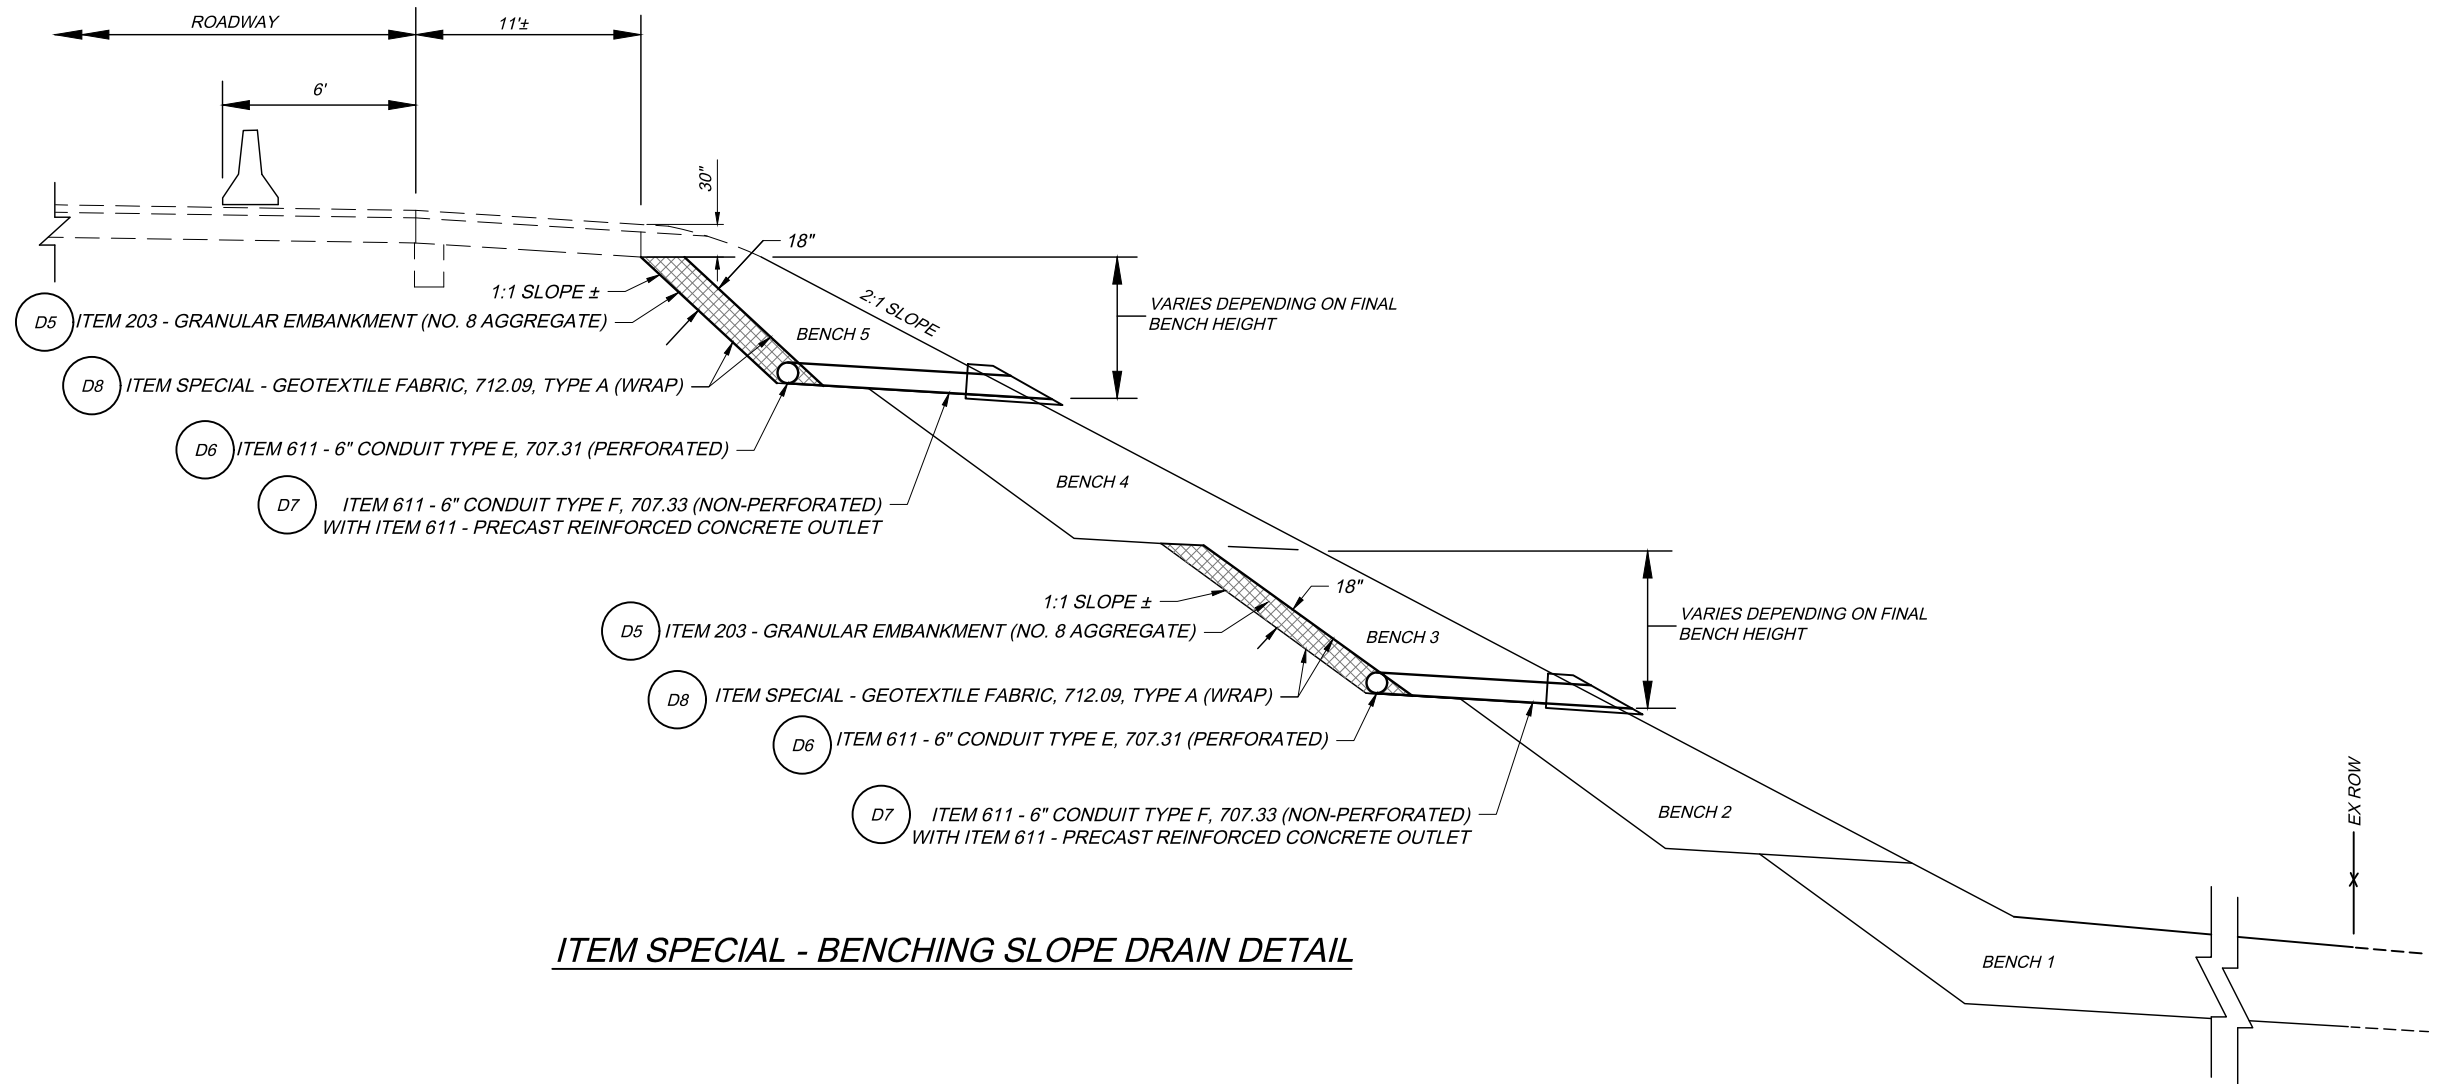 ROADWAY
11'±
6'
30"
18"
1:1 SLOPE ±
2:1 SLOPE
VARIES DEPENDING ON FINAL
BENCH HEIGHT
D5
ITEM 203 - GRANULAR EMBANKMENT (NO. 8 AGGREGATE)
BENCH 5
D8
ITEM SPECIAL - GEOTEXTILE FABRIC, 712.09, TYPE A (WRAP)
D6
ITEM 611 - 6" CONDUIT TYPE E, 707.31 (PERFORATED)
BENCH 4
D7
ITEM 611 - 6" CONDUIT TYPE F, 707.33 (NON-PERFORATED)
WITH ITEM 611 - PRECAST REINFORCED CONCRETE OUTLET
18"
1:1 SLOPE ±
VARIES DEPENDING ON FINAL
BENCH HEIGHT
D5
ITEM 203 - GRANULAR EMBANKMENT (NO. 8 AGGREGATE)
BENCH 3
D8
ITEM SPECIAL - GEOTEXTILE FABRIC, 712.09, TYPE A (WRAP)
D6
ITEM 611 - 6" CONDUIT TYPE E, 707.31 (PERFORATED)
D7
ITEM 611 - 6" CONDUIT TYPE F, 707.33 (NON-PERFORATED)
WITH ITEM 611 - PRECAST REINFORCED CONCRETE OUTLET
BENCH 2
EX ROW
BENCH 1
ITEM SPECIAL - BENCHING SLOPE DRAIN DETAIL